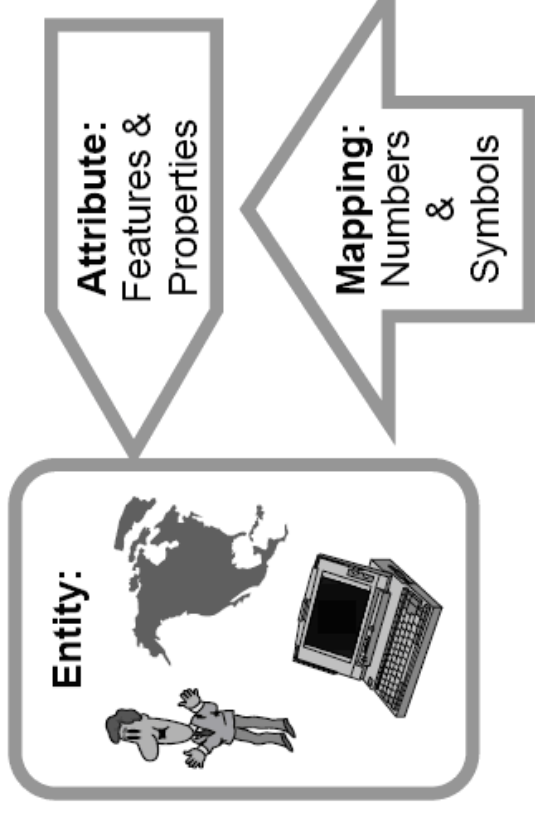 Entity:
Attribute:
Features &
Properties
Mapping:
Numbers
&
Symbols